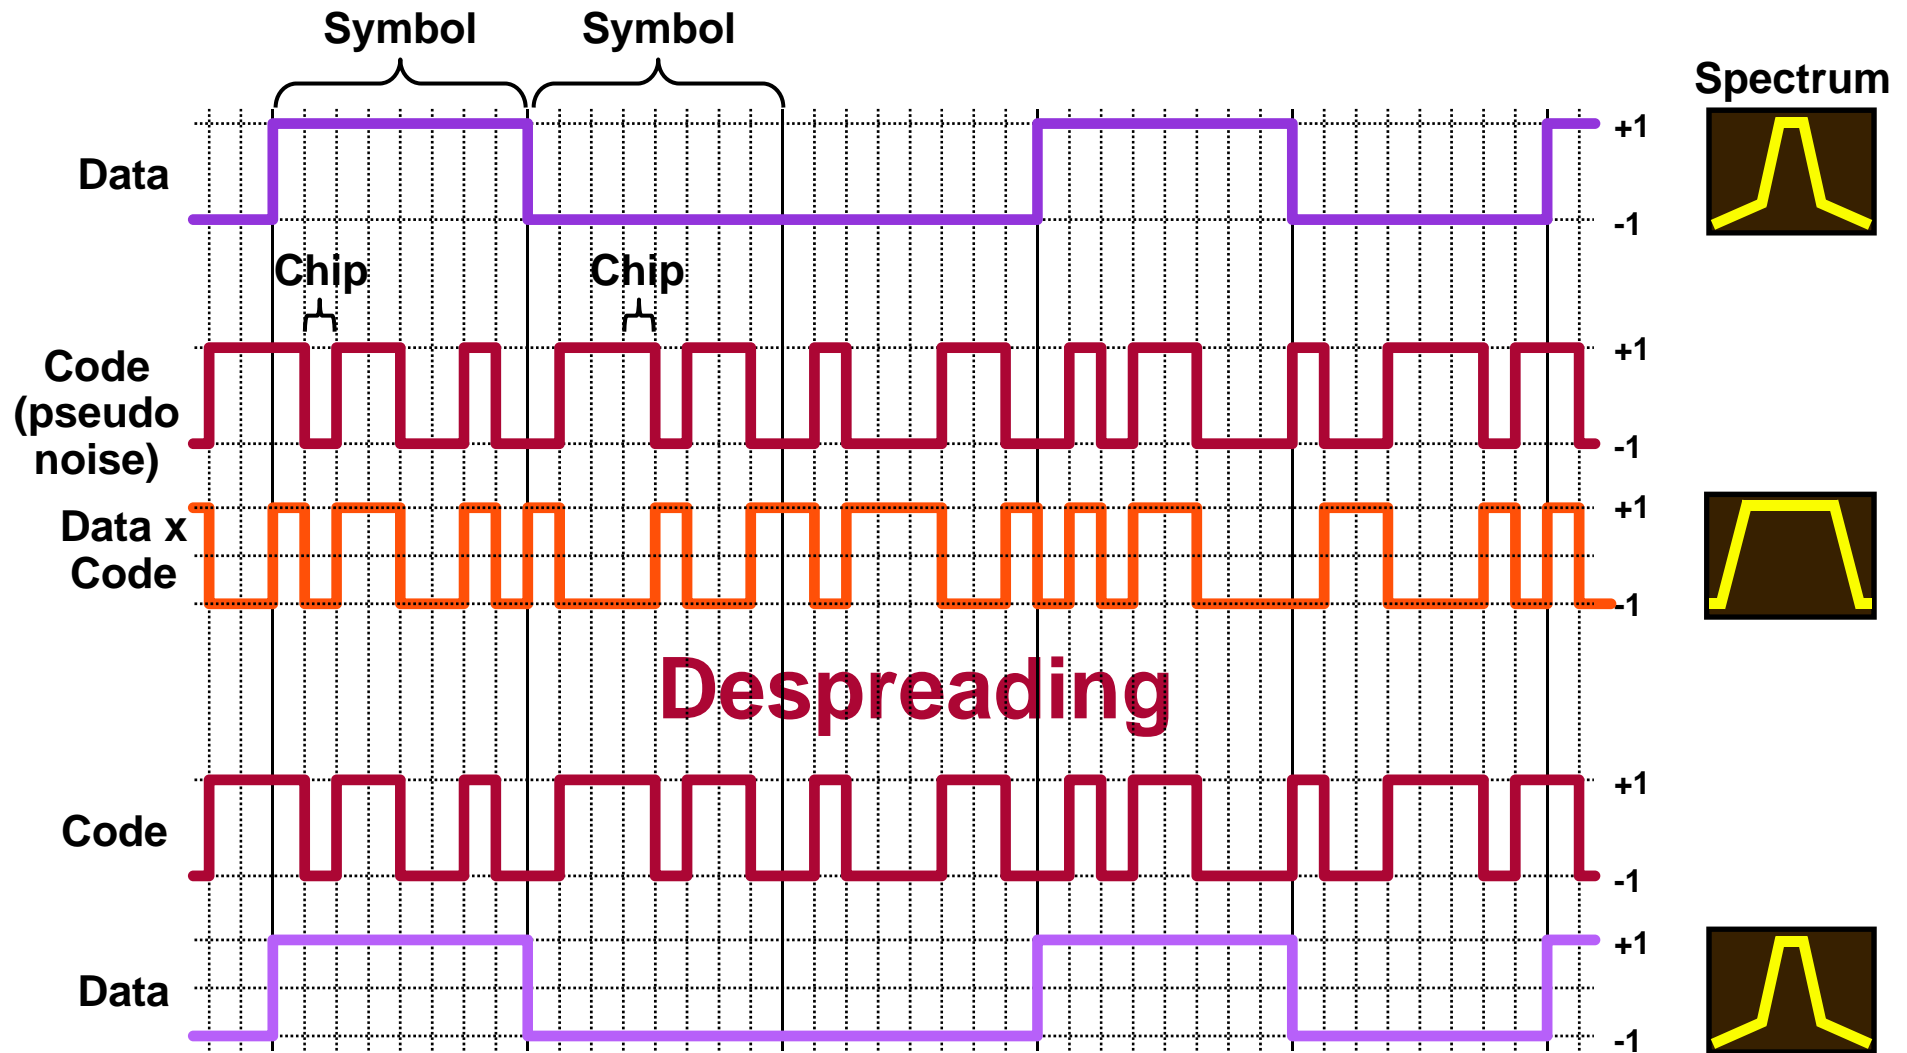 Symbol
Symbol
Spectrum
+1
Data
-1
Chip
Chip
+1
Code
(pseudo
noise)
-1
+1
Data x
Code
-1
Despreading
+1
Code
-1
+1
Data
-1